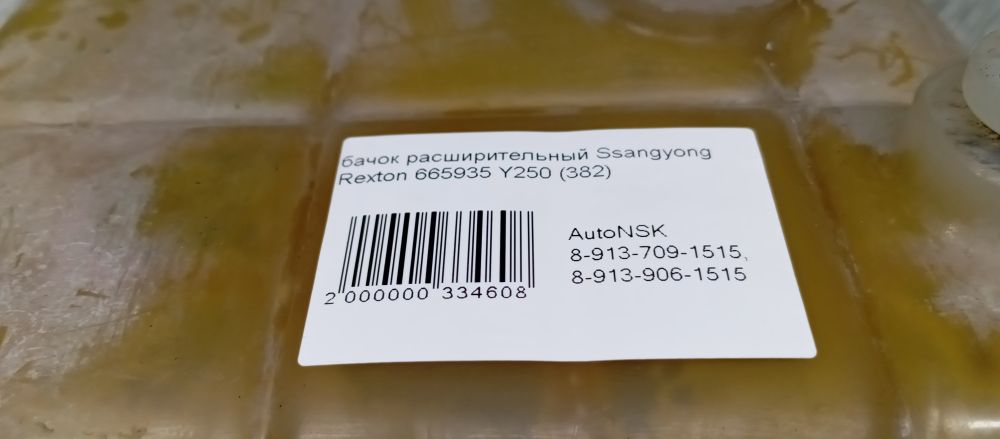 бачок расширительный Ssangyong
Rexton 665935 Y250 (382)
AutoNSK
8-913-709-1515,
8-913-906-1515
2 000000 334608